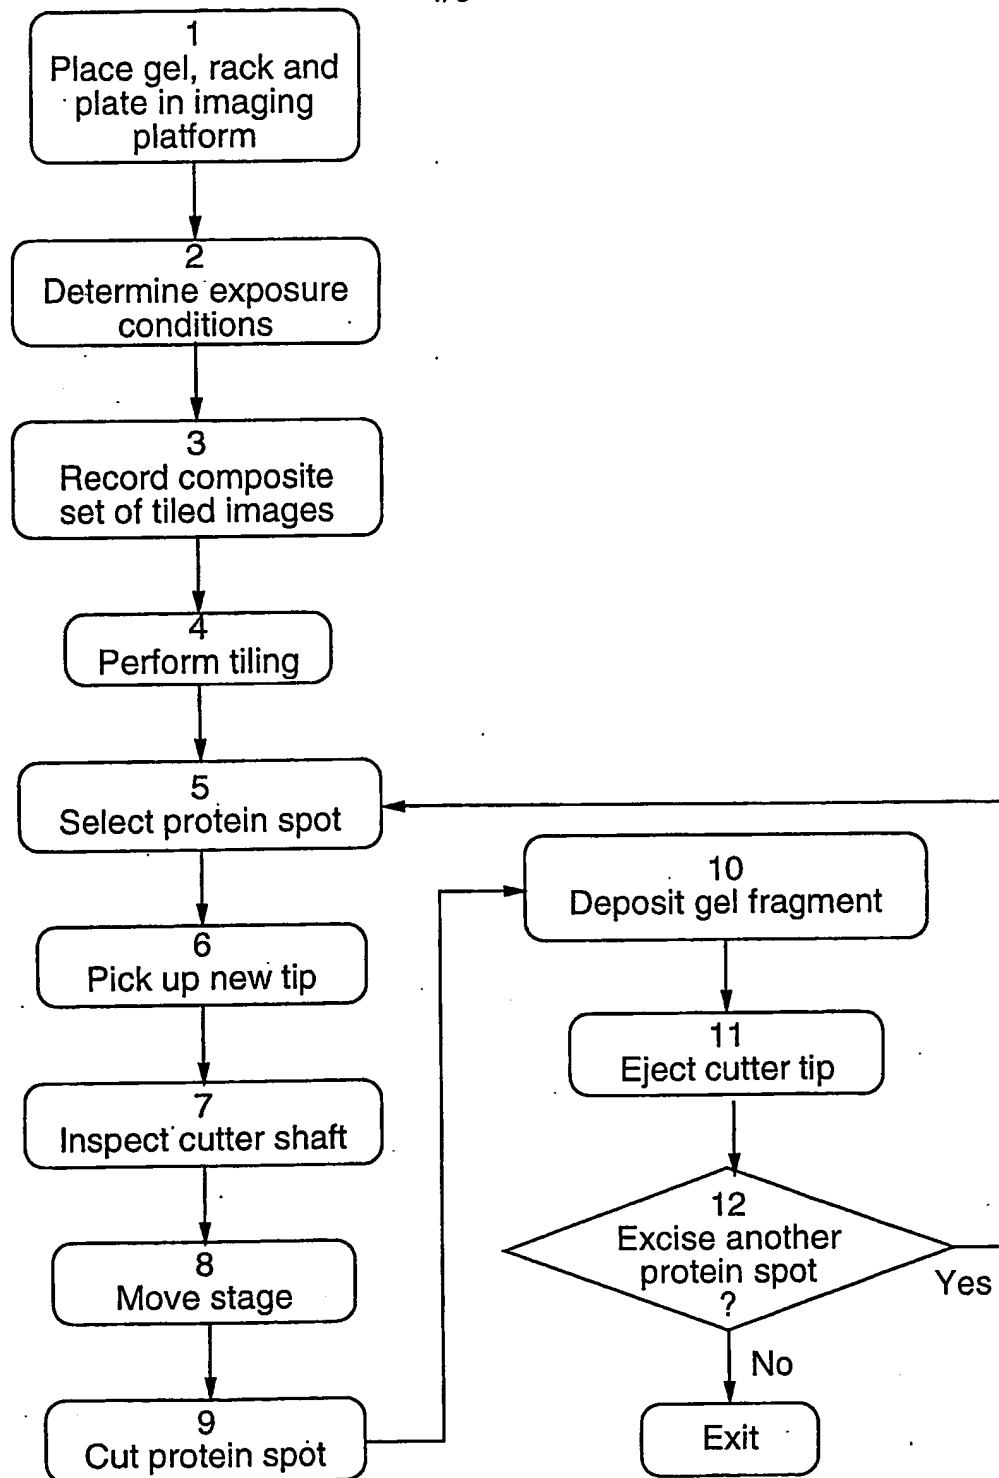 1
Place gel, rack and
plate in imaging
platform
2
Determine exposure
conditions
3
Record composite
set of tiled images
4
Perform tiling
5
Select protein spot
6
Pick up new tip
7
Inspect cutter shaft
8
Move stage
9
Cut protein spot
10
Deposit gel fragment
11
Eject cutter tip
12
Excise another
protein spot
?
Yes
No
Exit